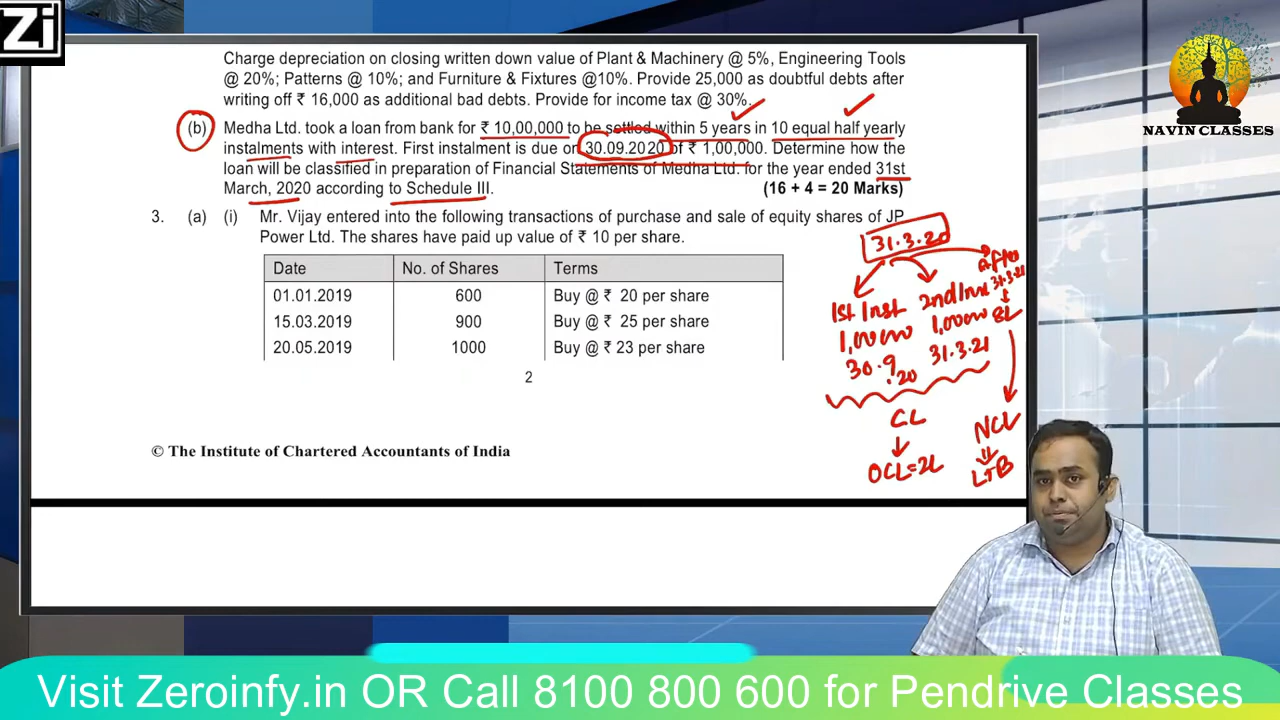 Zi
NAVIN CLASSES
Charge depreciation on closing written down value of Plant & Machinery @ 5%, Engineering Tools
@ 20%; Patterns @ 10%; and Furniture & Fixtures @10%. Provide 25,000 as doubtful debts after
writing off ₹ 16,000 as additional bad debts. Provide for income tax @ 30%.
(b) Medha Ltd. took a loan from bank for ₹ 10,00,000 to be settled within 5 years in 10 equal half yearly
instalments with interest. First instalment is due on 30.09.2020 of ₹ 1,00,000. Determine how the
loan will be classified in preparation of Financial Statements of Medha Ltd. for the year ended 31st
March, 2020 according to Schedule III. (16 + 4 = 20 Marks)
3. (a) (i) Mr. Vijay entered into the following transactions of purchase and sale of equity shares of JP
Power Ltd. The shares have paid up value of ₹ 10 per share.
Date No. of Shares Terms
01.01.2019 600 Buy @ ₹ 20 per share
15.03.2019 900 Buy @ ₹ 25 per share
20.05.2019 1000 Buy @ ₹ 23 per share
2
© The Institute of Chartered Accountants of India
31.3.20
1st Inst
1,00,000
30.9.20
2nd Inst
1,00,000
31.3.21
After
31.3.21
8L
CL
OCL=2L
NCL
LTB
Visit Zeroinfy.in OR Call 8100 800 600 for Pendrive Classes